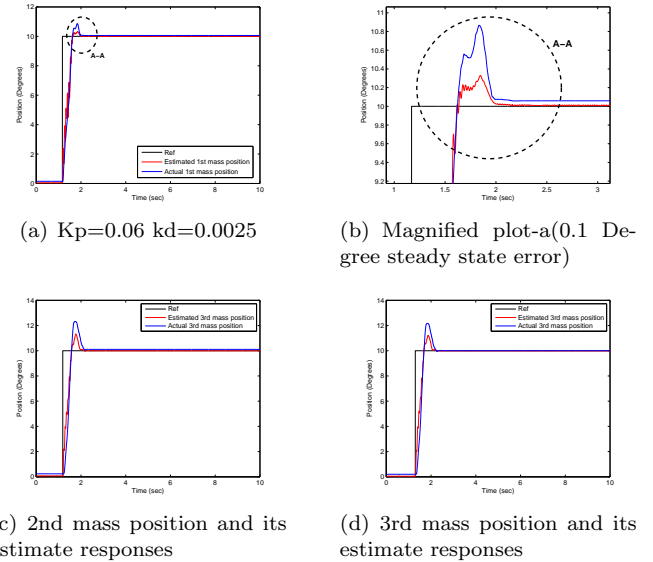 12
10
8
6
4
2
0
0
2
4
6
8
10
Position (Degrees)
Time (sec)
A–A
Ref
Estimated 1st mass position
Actual 1st mass position
(a) Kp=0.06 kd=0.0025
11
10.8
10.6
10.4
10.2
10
9.8
9.6
9.4
9.2
1
1.5
2
2.5
3
Position (Degrees)
Time (sec)
A–A
(b) Magnified plot-a(0.1 De-
gree steady state error)
14
12
10
8
6
4
2
0
0
2
4
6
8
10
Position (Degrees)
Time (sec)
Ref
Estimated 3rd mass position
Actual 3rd mass position
c) 2nd mass position and its
stimate responses
14
12
10
8
6
4
2
0
0
2
4
6
8
10
Position (Degrees)
Time (sec)
Ref
Estimated 3rd mass position
Actual 3rd mass position
(d) 3rd mass position and its
estimate responses